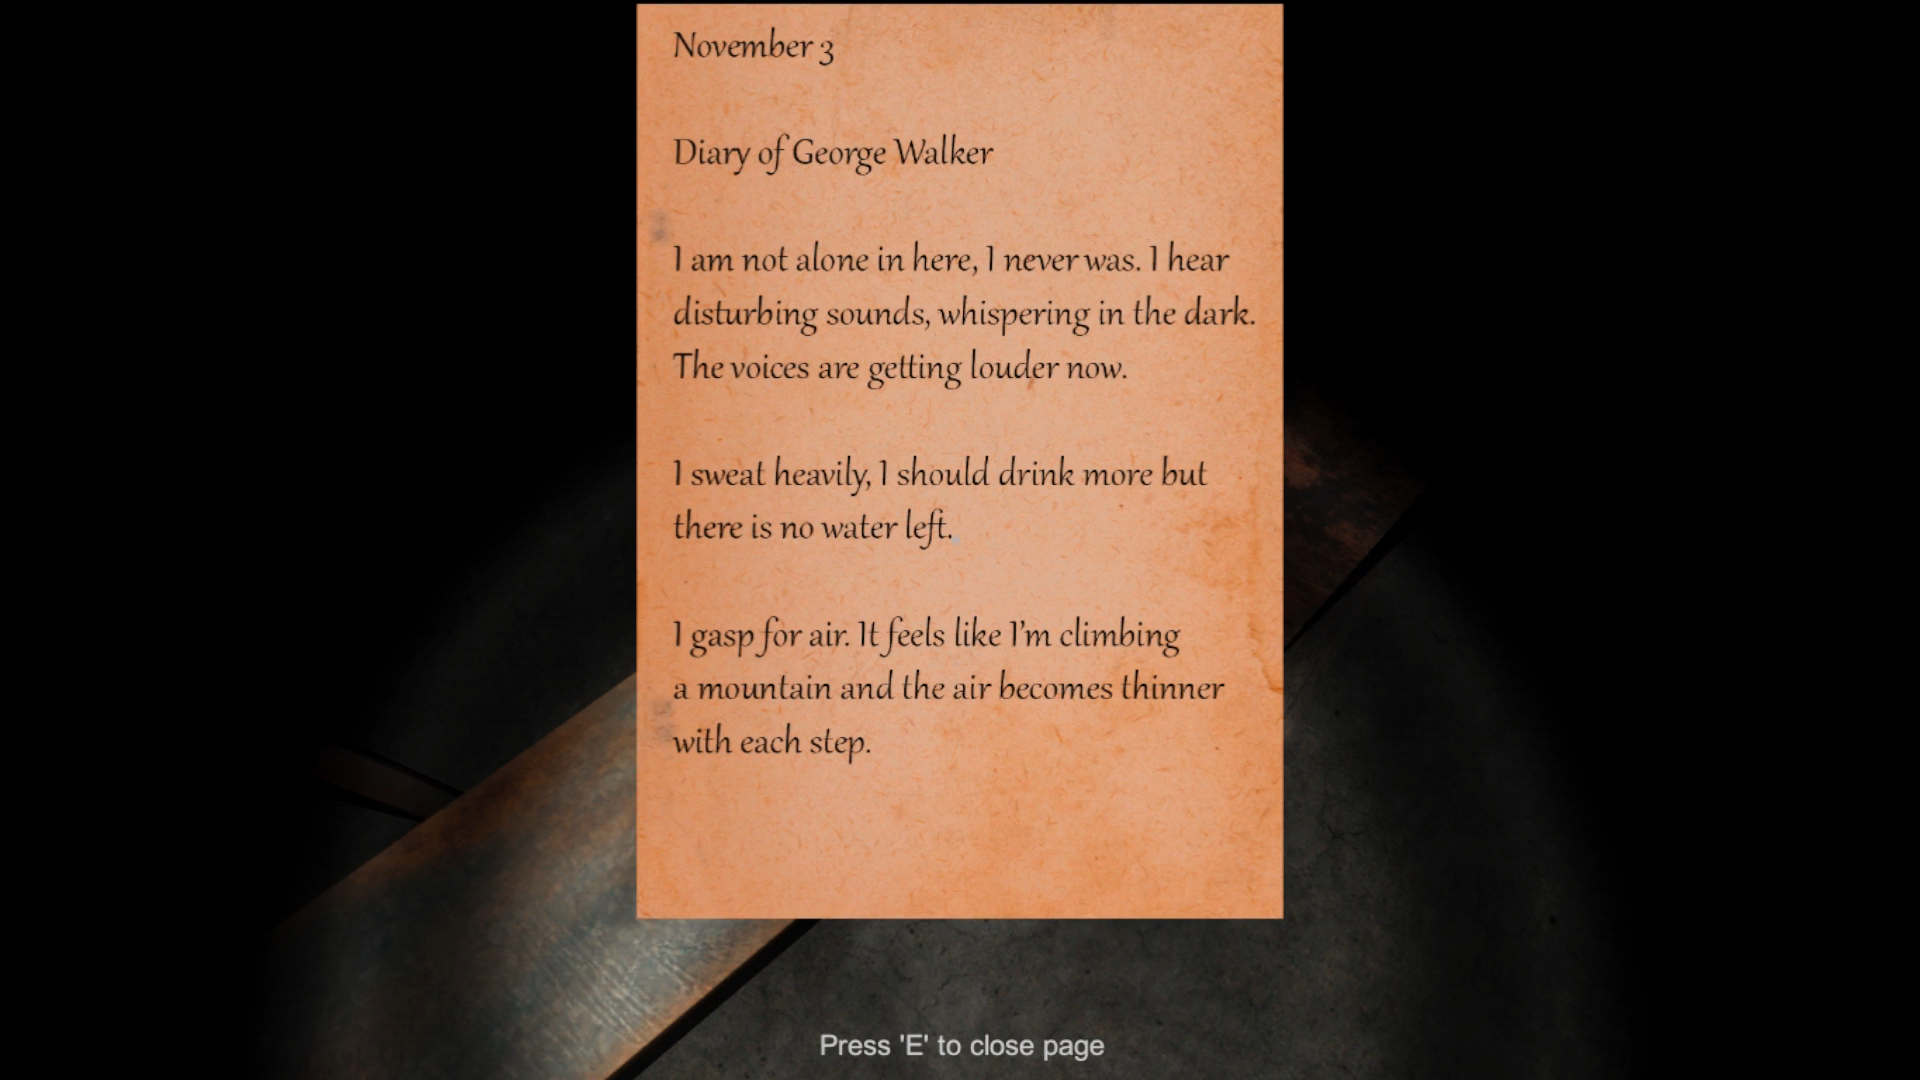 November 3
Diary of George Walker
I am not alone in here, I never was. I hear
disturbing sounds, whispering in the dark.
The voices are getting louder now.
I sweat heavily, I should drink more but
there is no water left.
I gasp for air. It feels like I'm climbing
a mountain and the air becomes thinner
with each step.
Press 'E' to close page